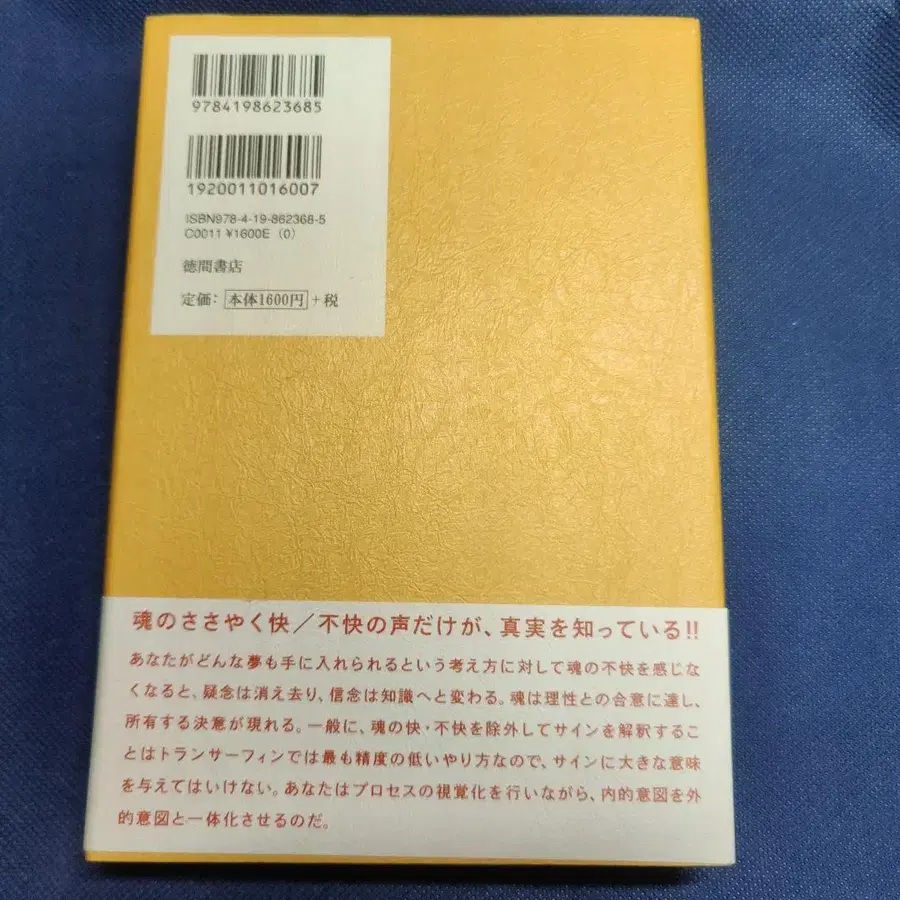 9784198623685
1920011016007
ISBN978-4-19-862368-5
C0011 ¥1600E (0)
徳間書店
定価: 本体1600円+税
魂のささやく快/不快の声だけが、真実を知っている!!
あなたがどんな夢も手に入れられるという考え方に対して魂の不快を感じな
くなると、疑念は消え去り、信念は知識へと変わる。魂は理性との合意に達し、
所有する決意が現れる。一般に、魂の快・不快を除外してサインを解釈するこ
とはトランサーフィンでは最も精度の低いやり方なので、サインに大きな意味
を与えてはいけない。あなたはプロセスの視覚化を行いながら、内的意図を外
的意図と一体化させるのだ。